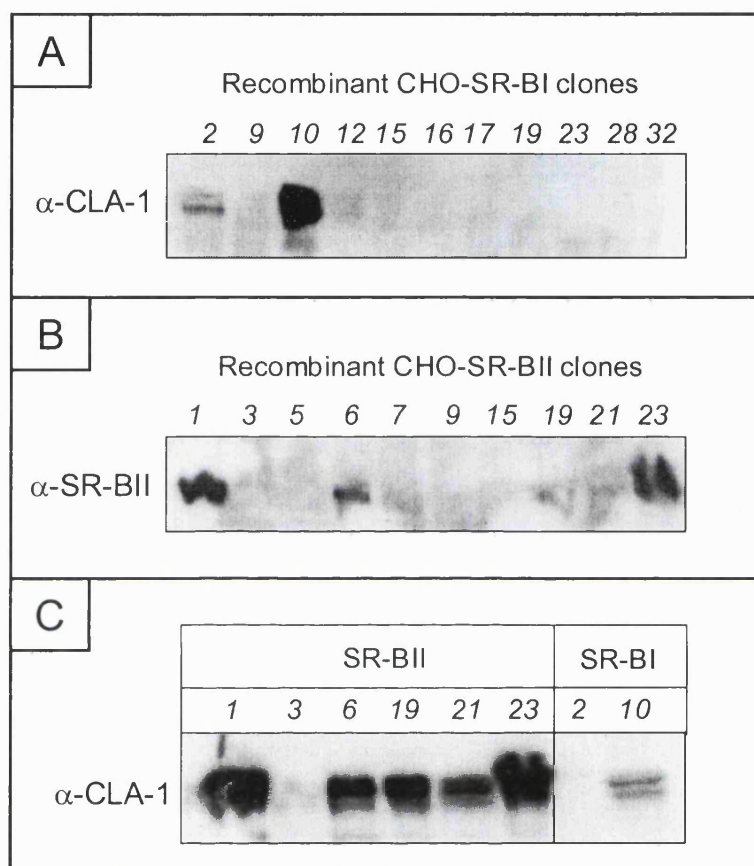 A
Recombinant CHO-SR-BI clones
2 9 10 12 15 16 17 19 23 28 32
α-CLA-1
B
Recombinant CHO-SR-BII clones
1 3 5 6 7 9 15 19 21 23
α-SR-BII
C
SR-BII SR-BI
1 3 6 19 21 23 2 10
α-CLA-1